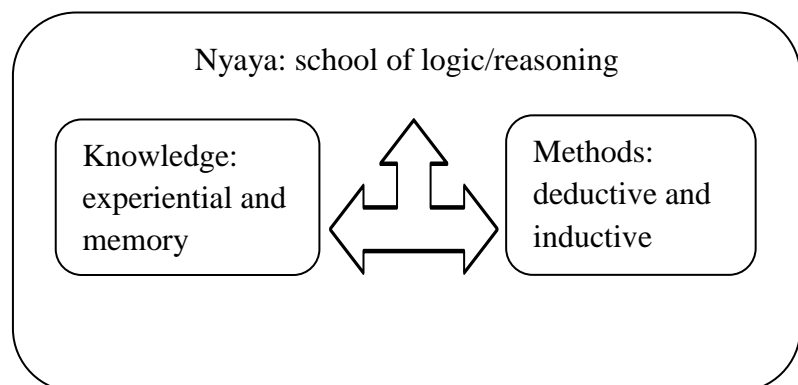 Nyaya: school of logic/reasoning
Knowledge:
experiential and
memory
Methods:
deductive and
inductive